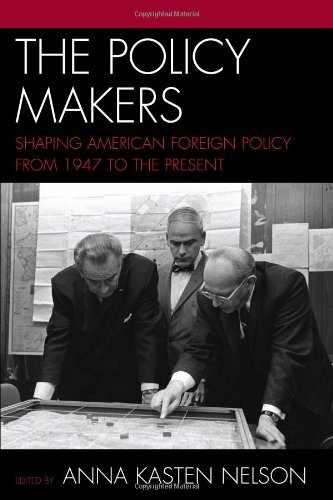 THE POLICY
MAKERS
SHAPING AMERICAN FOREIGN POLICY
FROM 1947 TO THE PRESENT
EDITED BY ANNA KASTEN NELSON